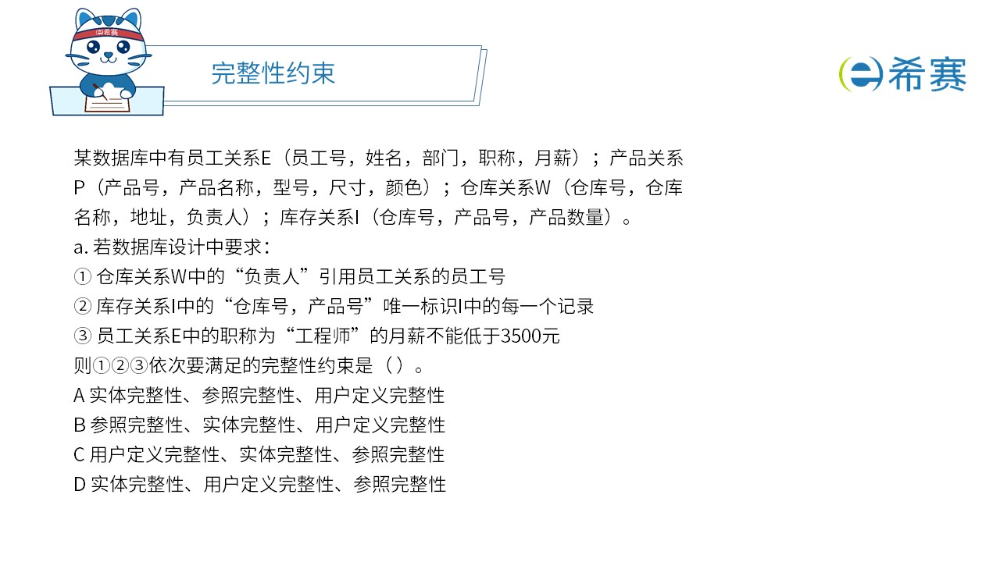 完整性约束
希赛
希赛
某数据库中有员工关系E（员工号，姓名，部门，职称，月薪）；产品关系
P（产品号，产品名称，型号，尺寸，颜色）；仓库关系W（仓库号，仓库
名称，地址，负责人）；库存关系I（仓库号，产品号，产品数量）。
a. 若数据库设计中要求：
① 仓库关系W中的“负责人”引用员工关系的员工号
② 库存关系I中的“仓库号，产品号”唯一标识I中的每一个记录
③ 员工关系E中的职称为“工程师”的月薪不能低于3500元
则①②③依次要满足的完整性约束是（ ）。
A 实体完整性、参照完整性、用户定义完整性
B 参照完整性、实体完整性、用户定义完整性
C 用户定义完整性、实体完整性、参照完整性
D 实体完整性、用户定义完整性、参照完整性